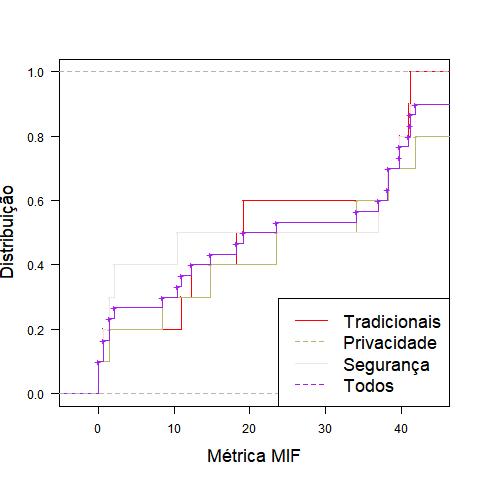 1.0
0.8
0.6
0.4
0.2
0.0
Distribuição
Tradicionais
Privacidade
Segurança
Todos
0 10 20 30 40
Métrica MIF